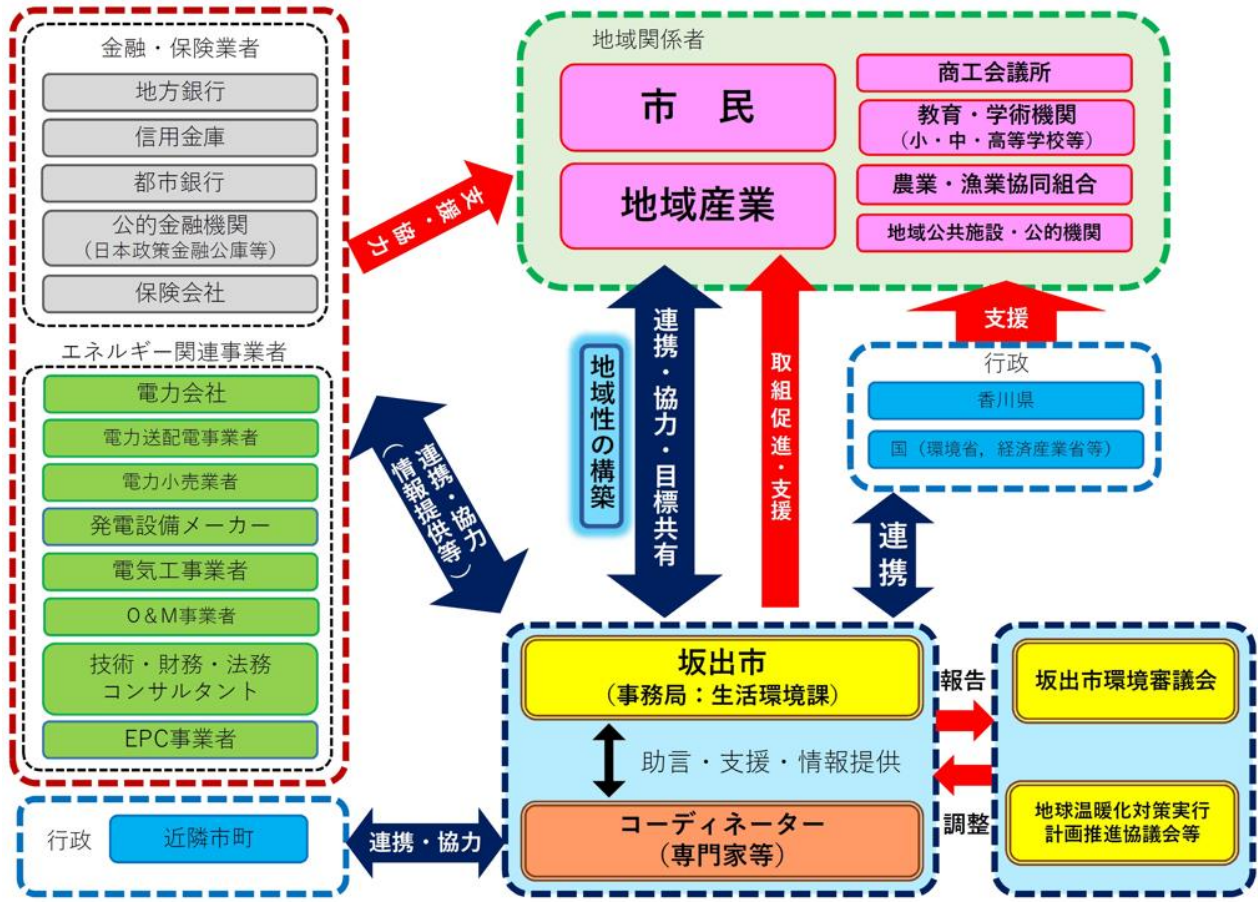 金融・保険業者
地方銀行
信用金庫
都市銀行
公的金融機関
（日本政策金融公庫等）
保険会社
エネルギー関連事業者
電力会社
電力送配電事業者
電力小売業者
発電設備メーカー
電気工事業者
O&M事業者
技術・財務・法務
コンサルタント
EPC事業者
行政
近隣市町
支援・協力
連携・協力
（情報提供等）
連携・協力
地域関係者
市　民
地域産業
商工会議所
教育・学術機関
（小・中・高等学校等）
農業・漁業協同組合
地域公共施設・公的機関
地域性の構築
連携・協力・目標共有
取組促進・支援
支援
行政
香川県
国（環境省，経済産業省等）
連携
坂出市
（事務局：生活環境課）
助言・支援・情報提供
コーディネーター
（専門家等）
報告
調整
坂出市環境審議会
地球温暖化対策実行
計画推進協議会等